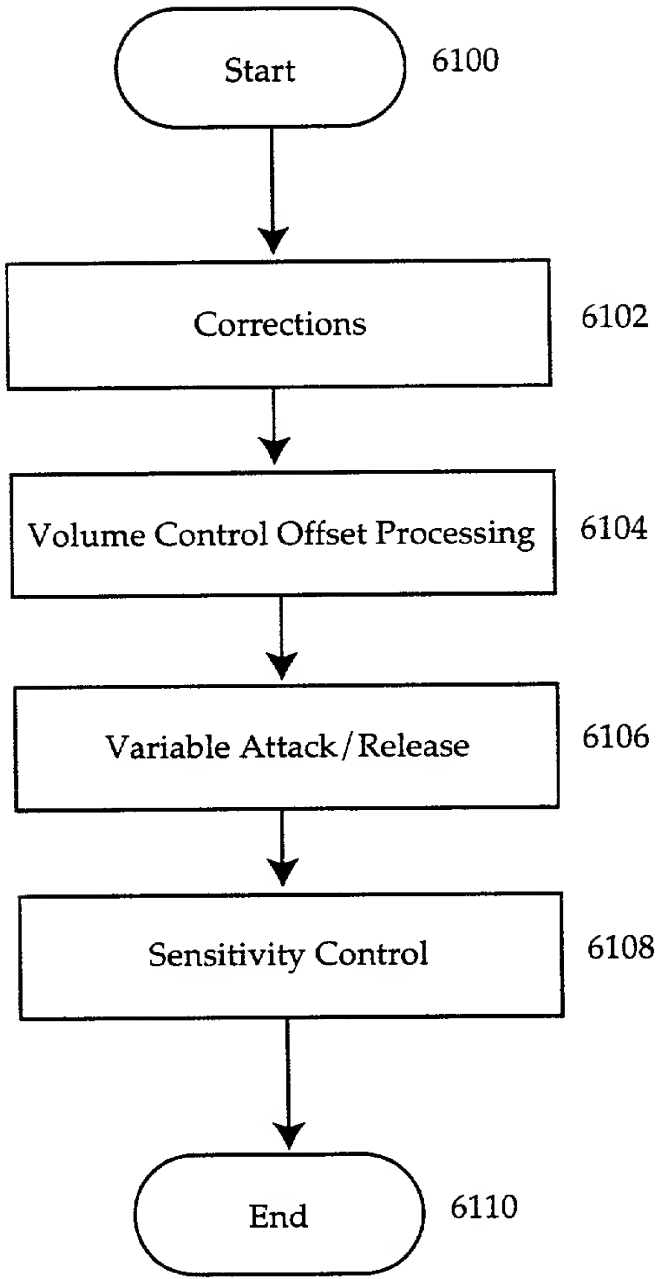 Start 6100
Corrections 6102
Volume Control Offset Processing 6104
Variable Attack/Release 6106
Sensitivity Control 6108
End 6110